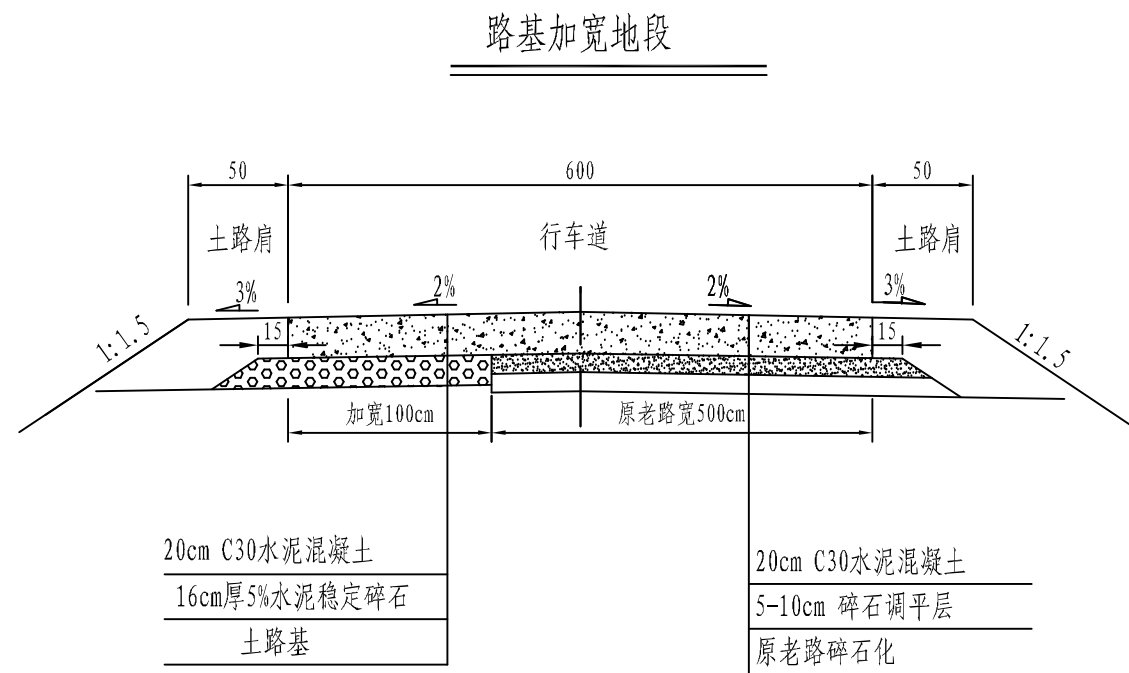 路基加宽地段
50
600
50
土路肩
行车道
土路肩
3%
2%
2%
3%
1:1.5
15
15
1:1.5
加宽100cm
原老路宽500cm
20cm C30水泥混凝土
16cm厚5%水泥稳定碎石
土路基
20cm C30水泥混凝土
5-10cm 碎石调平层
原老路碎石化